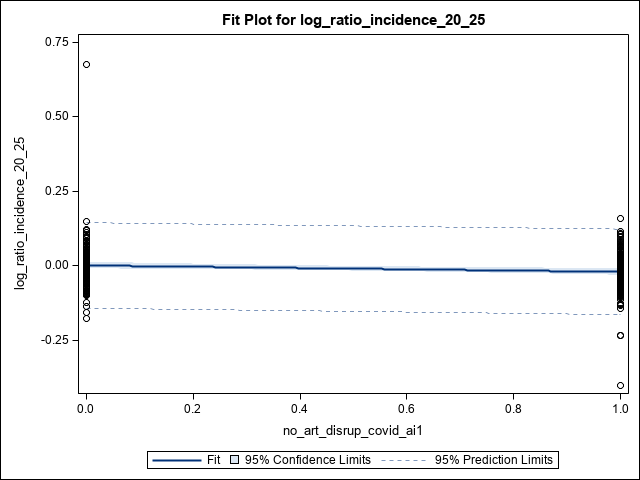 Fit Plot for log_ratio_incidence_20_25
0.75
0.50
0.25
0.00
-0.25
log_ratio_incidence_20_25
0.0 0.2 0.4 0.6 0.8 1.0
no_art_disrup_covid_ai1
Fit 95% Confidence Limits 95% Prediction Limits